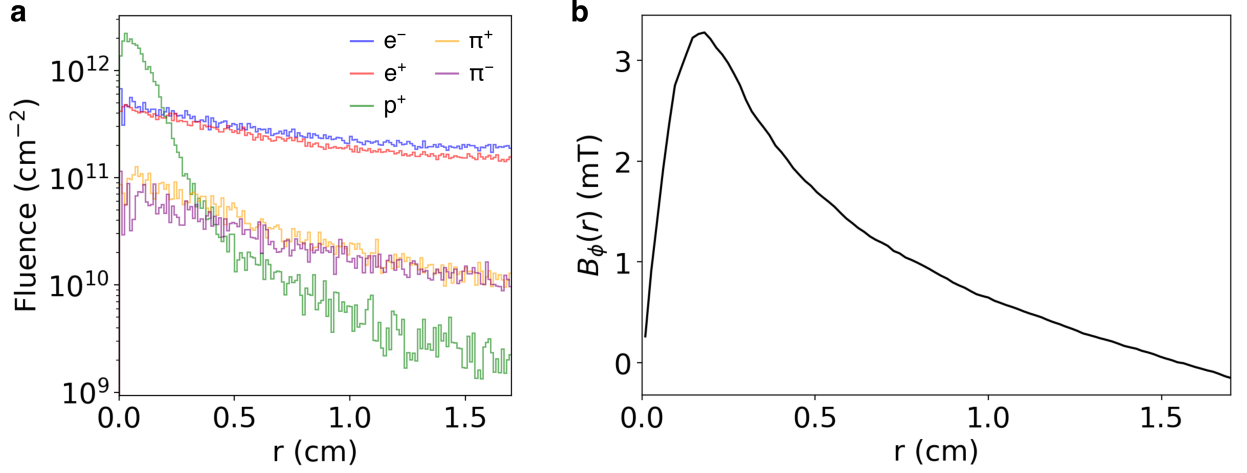 a
Fluence (cm⁻²)
10¹²
10¹¹
10¹⁰
10⁹
e⁻ π⁺
e⁺ π⁻
p⁺
0.0 0.5 1.0 1.5
r (cm)
b
B_ϕ(r) (mT)
3
2
1
0
0.0 0.5 1.0 1.5
r (cm)